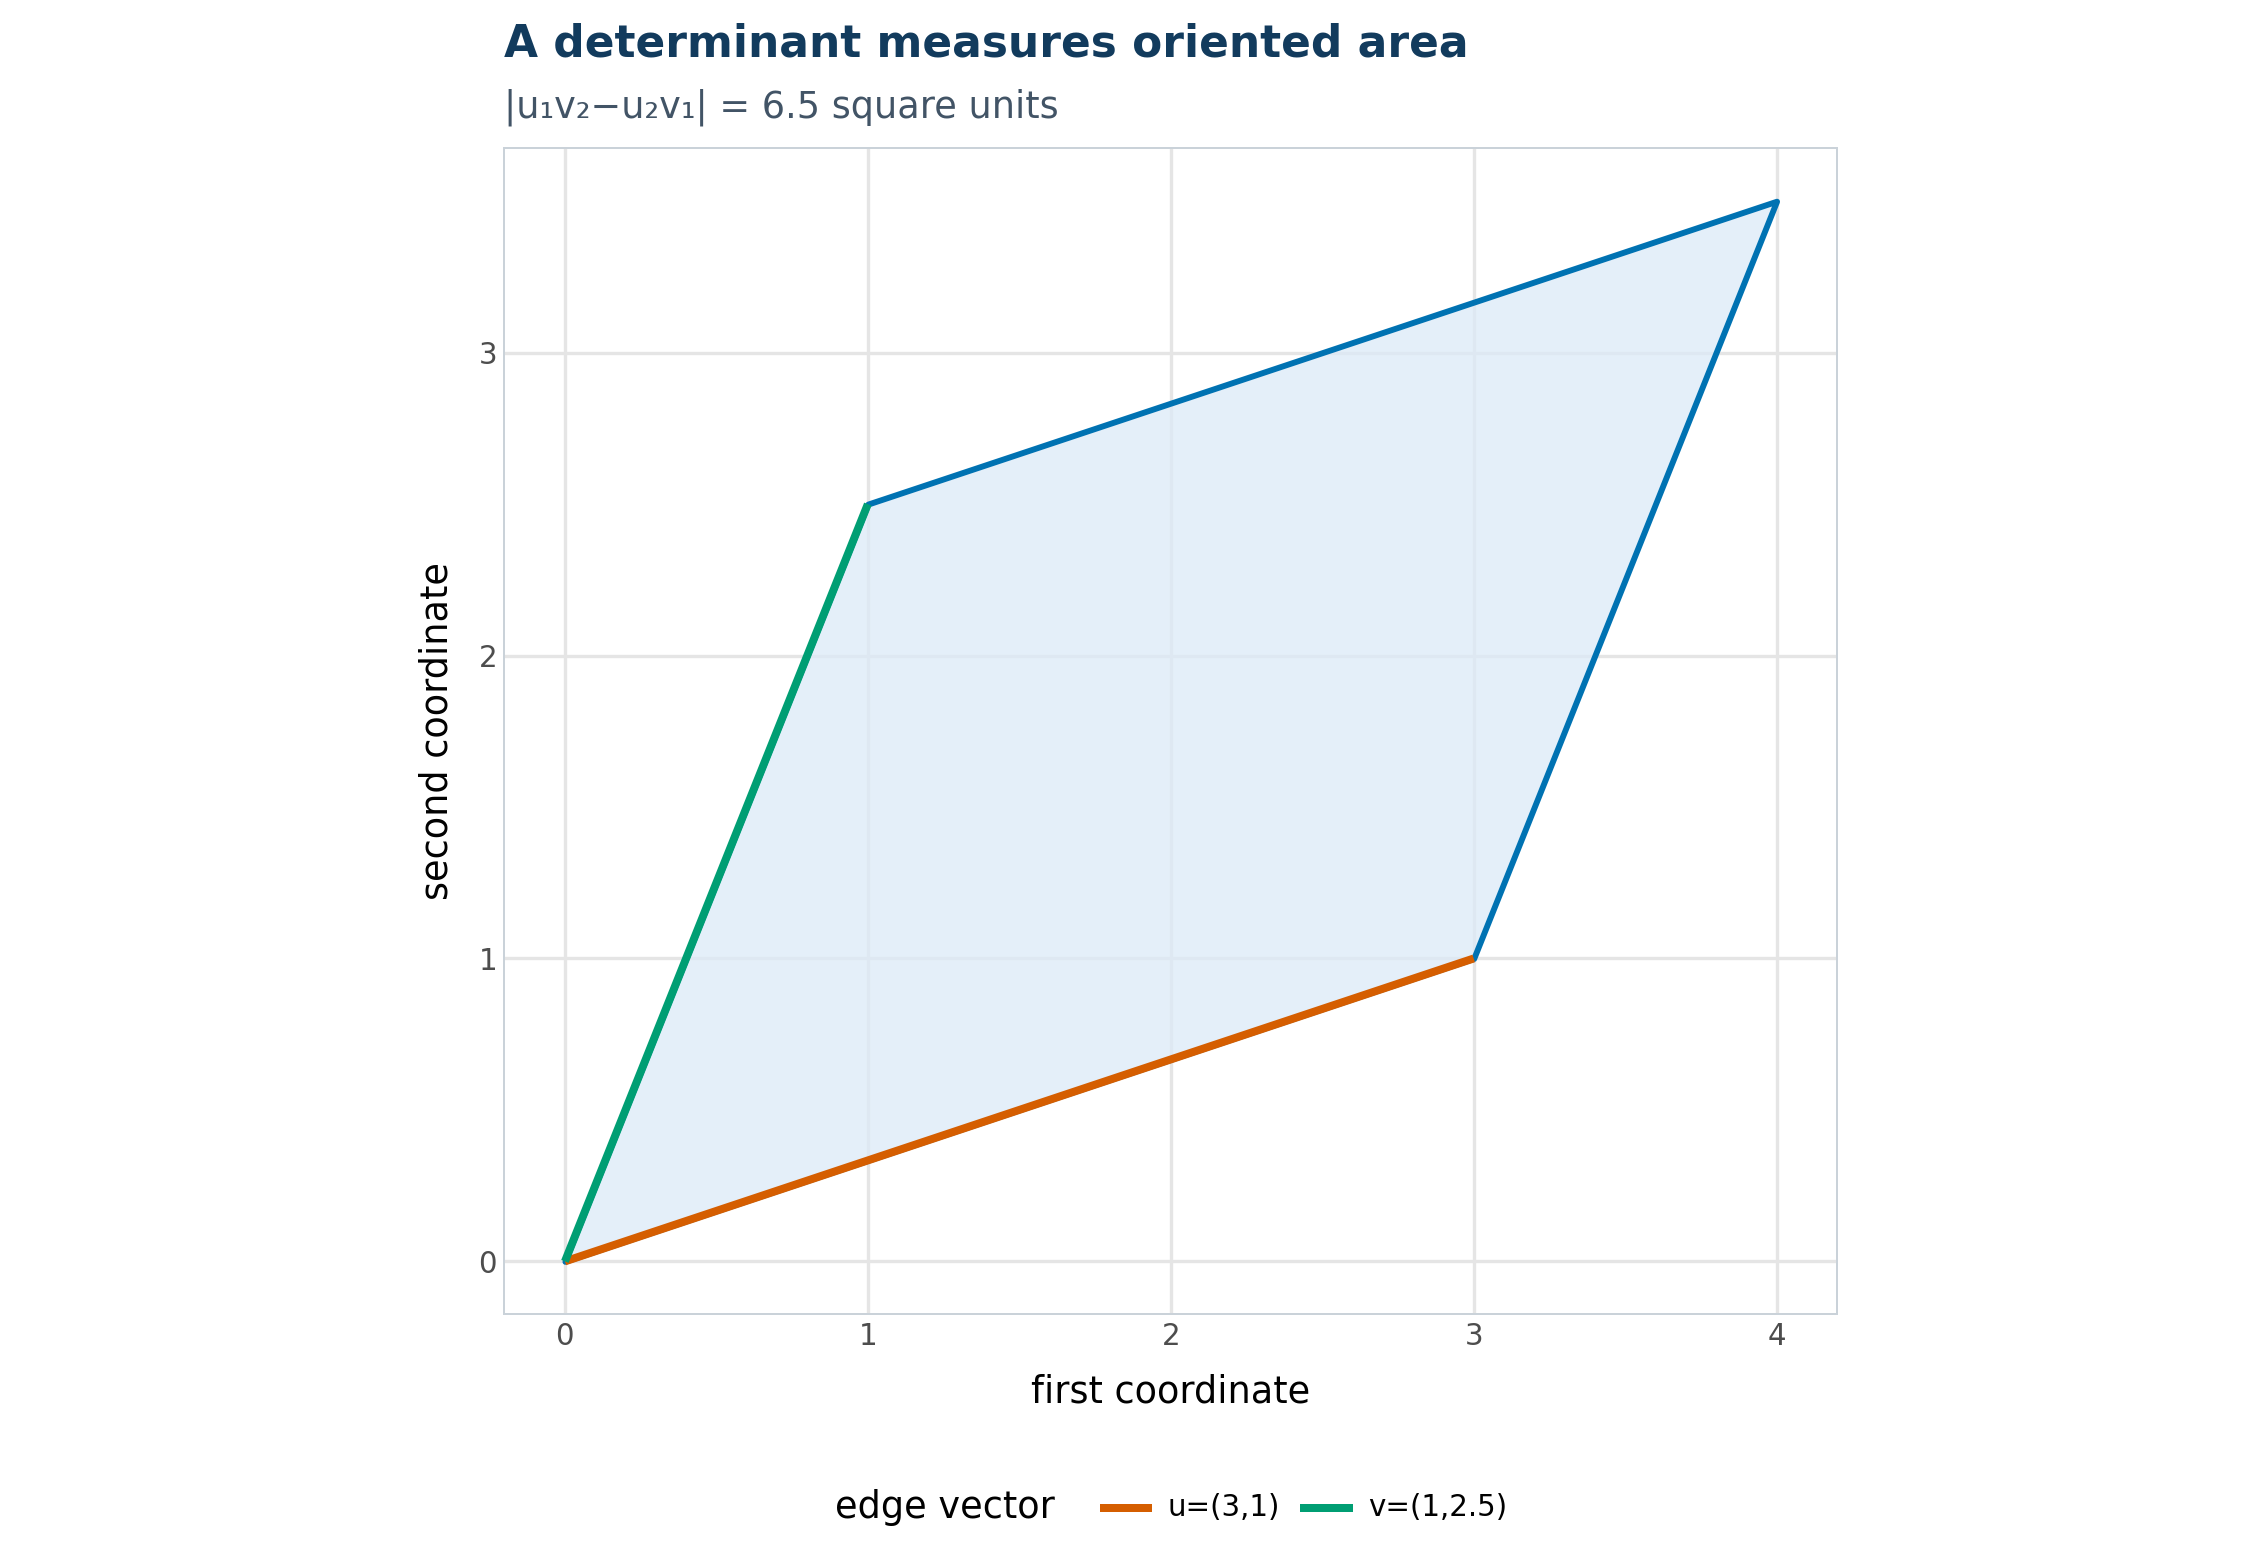 A determinant measures oriented area
|u₁v₂−u₂v₁| = 6.5 square units
second coordinate
3
2
1
0
0 1 2 3 4
first coordinate
edge vector u=(3,1) v=(1,2.5)